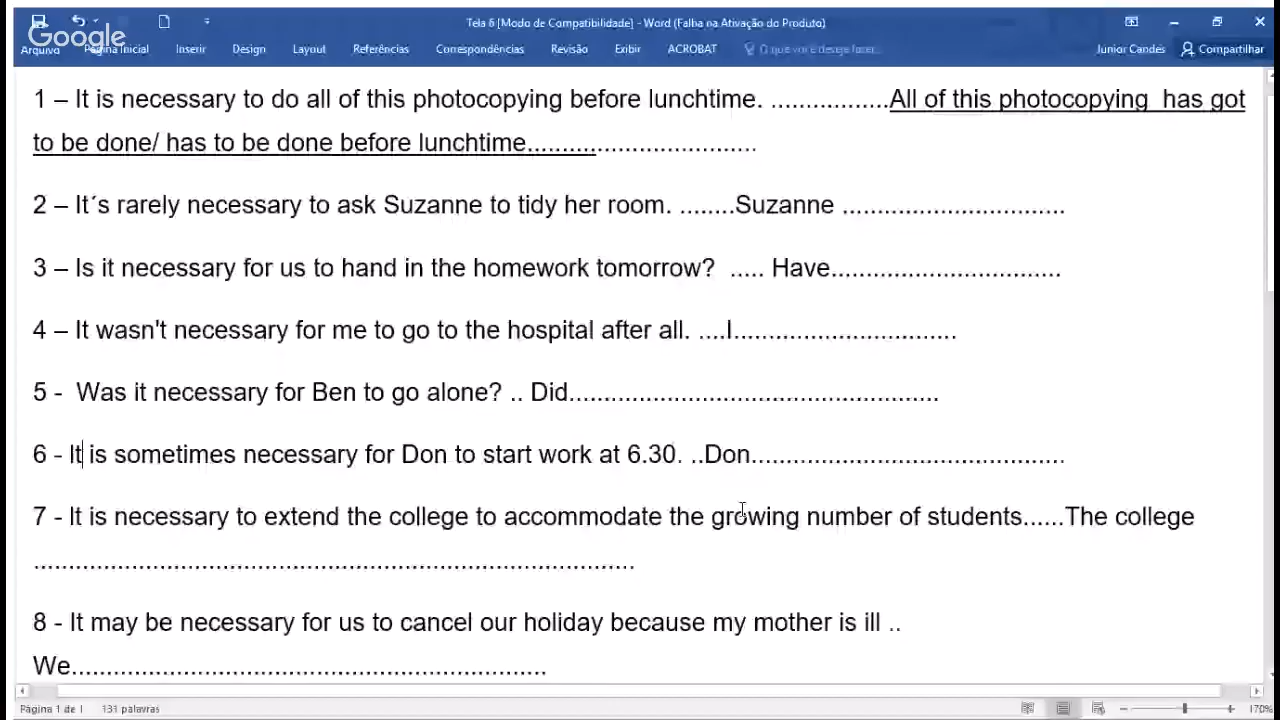 Tela 6 [Modo de Compatibilidade] - Word (Falha na Ativação do Produto)
Google
Arquivo Página Inicial Inserir Design Layout Referências Correspondências Revisão Exibir ACROBAT O que você deseja fazer... Junior Candes Compartilhar
1 – It is necessary to do all of this photocopying before lunchtime. .................All of this photocopying has got
to be done/ has to be done before lunchtime.................................
2 – It´s rarely necessary to ask Suzanne to tidy her room. ........Suzanne ................................
3 – Is it necessary for us to hand in the homework tomorrow? ..... Have.................................
4 – It wasn't necessary for me to go to the hospital after all. ....I................................
5 - Was it necessary for Ben to go alone? .. Did.....................................................
6 - It is sometimes necessary for Don to start work at 6.30. ..Don.............................................
7 - It is necessary to extend the college to accommodate the growing number of students......The college
......................................................................................
8 - It may be necessary for us to cancel our holiday because my mother is ill ..
We....................................................................
Página 1 de 1 131 palavras 170%